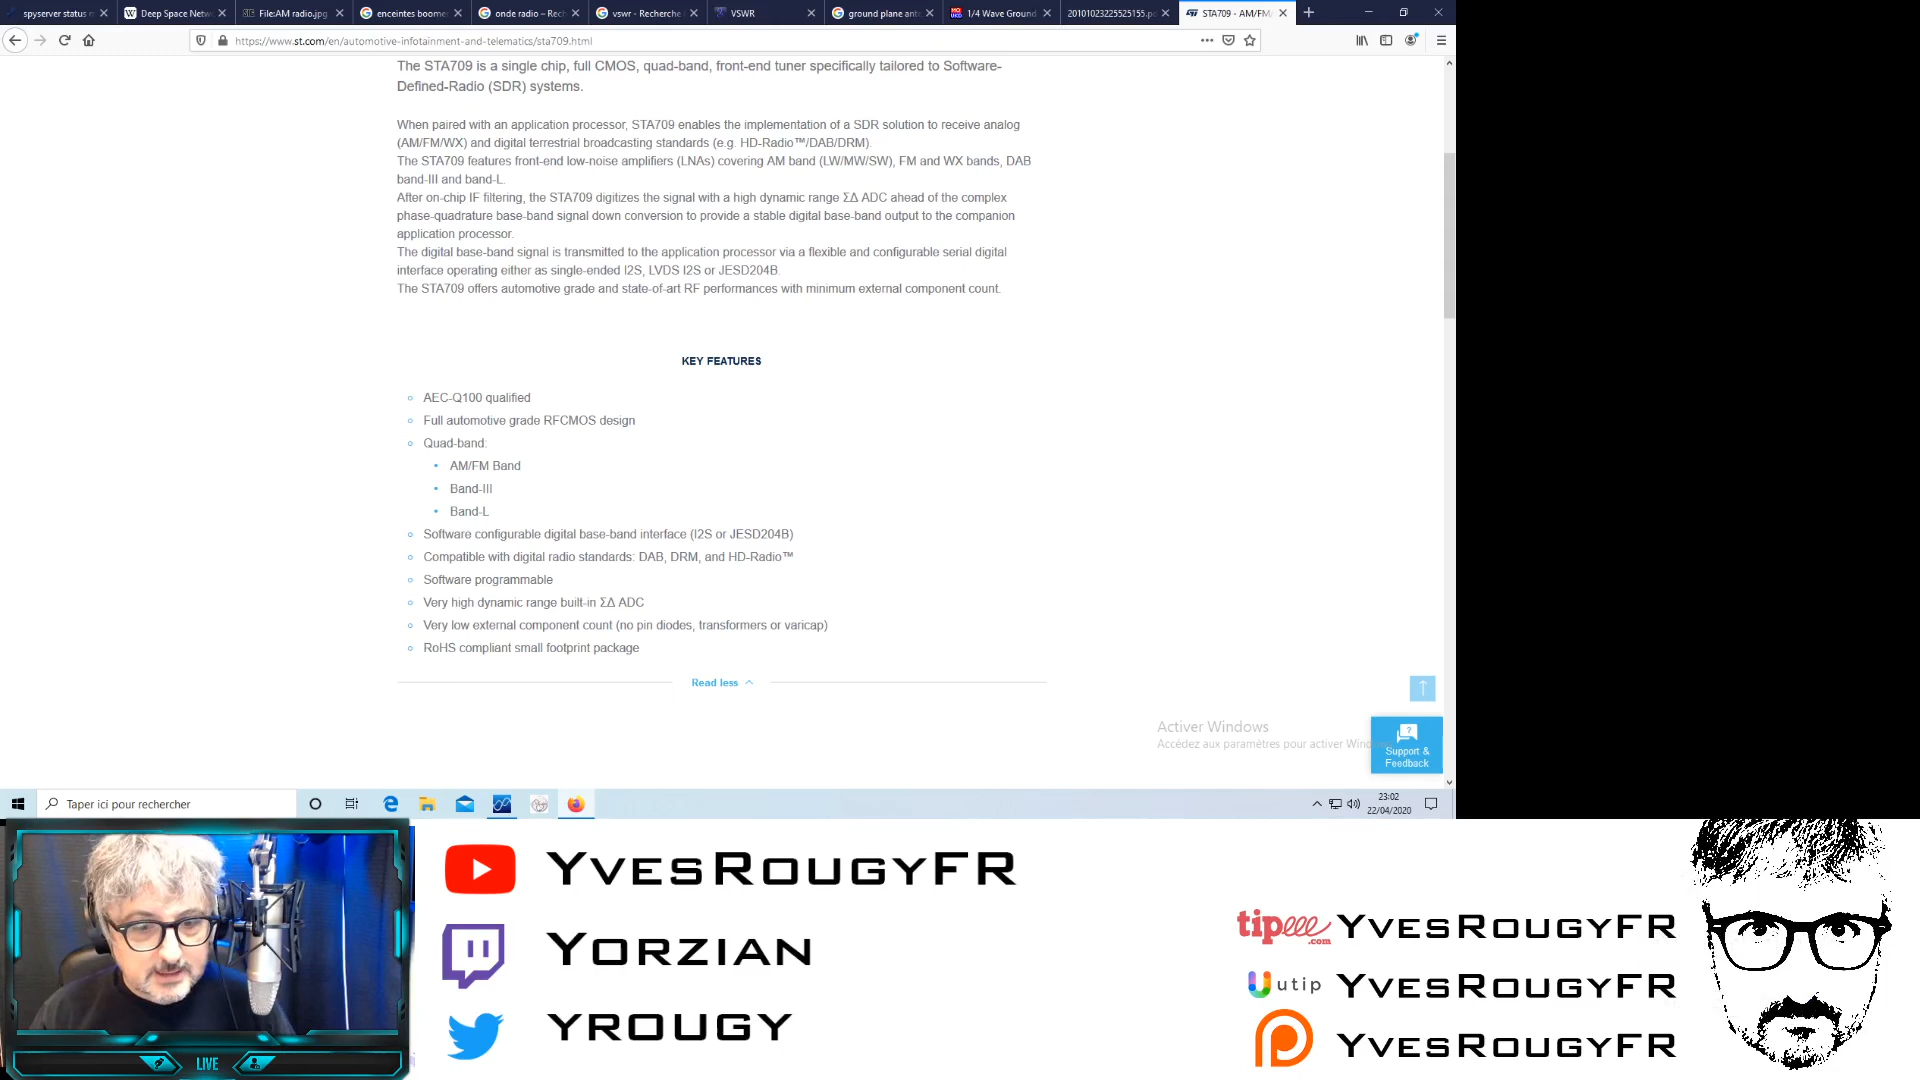 spyserver status n
Deep Space Netw
File:AM radio.jpg
enceintes boome
onde radio – Rech
vswr - Recherche
VSWR
ground plane ante
1/4 Wave Ground
20101023225525155.po
STA709 - AM/FM/
https://www.st.com/en/automotive-infotainment-and-telematics/sta709.html
The STA709 is a single chip, full CMOS, quad-band, front-end tuner specifically tailored to Software-
Defined-Radio (SDR) systems.
When paired with an application processor, STA709 enables the implementation of a SDR solution to receive analog
(AM/FM/WX) and digital terrestrial broadcasting standards (e.g. HD-Radio™/DAB/DRM).
The STA709 features front-end low-noise amplifiers (LNAs) covering AM band (LW/MW/SW), FM and WX bands, DAB
band-III and band-L.
After on-chip IF filtering, the STA709 digitizes the signal with a high dynamic range ΣΔ ADC ahead of the complex
phase-quadrature base-band signal down conversion to provide a stable digital base-band output to the companion
application processor.
The digital base-band signal is transmitted to the application processor via a flexible and configurable serial digital
interface operating either as single-ended I2S, LVDS I2S or JESD204B.
The STA709 offers automotive grade and state-of-art RF performances with minimum external component count.
KEY FEATURES
AEC-Q100 qualified
Full automotive grade RFCMOS design
Quad-band:
AM/FM Band
Band-III
Band-L
Software configurable digital base-band interface (I2S or JESD204B)
Compatible with digital radio standards: DAB, DRM, and HD-Radio™
Software programmable
Very high dynamic range built-in ΣΔ ADC
Very low external component count (no pin diodes, transformers or varicap)
RoHS compliant small footprint package
Read less
Activer Windows
Accédez aux paramètres pour activer Wind
Support &
Feedback
Taper ici pour rechercher
23:02
22/04/2020
LIVE
YvesRougyFR
Yorzian
YROUGY
tipeee.com YvesRougyFR
utip YvesRougyFR
YvesRougyFR